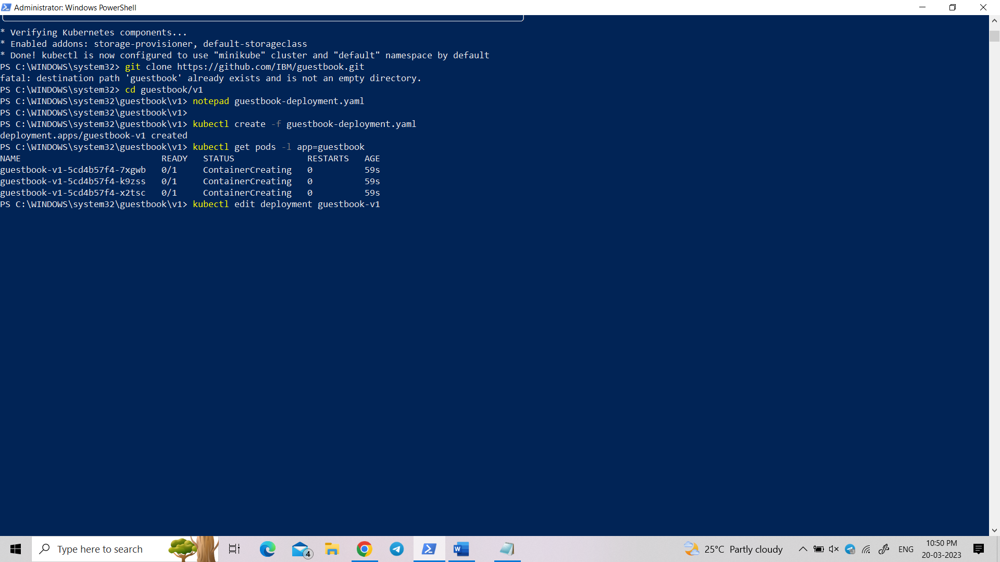 Administrator: Windows PowerShell
* Verifying Kubernetes components...
* Enabled addons: storage-provisioner, default-storageclass
* Done! kubectl is now configured to use "minikube" cluster and "default" namespace by default
PS C:\WINDOWS\system32> git clone https://github.com/IBM/guestbook.git
fatal: destination path 'guestbook' already exists and is not an empty directory.
PS C:\WINDOWS\system32> cd guestbook/v1
PS C:\WINDOWS\system32\guestbook\v1> notepad guestbook-deployment.yaml
PS C:\WINDOWS\system32\guestbook\v1>
PS C:\WINDOWS\system32\guestbook\v1> kubectl create -f guestbook-deployment.yaml
deployment.apps/guestbook-v1 created
PS C:\WINDOWS\system32\guestbook\v1> kubectl get pods -l app=guestbook
NAME                           READY   STATUS              RESTARTS   AGE
guestbook-v1-5cd4b57f4-7xgwb   0/1     ContainerCreating   0          59s
guestbook-v1-5cd4b57f4-k9zss   0/1     ContainerCreating   0          59s
guestbook-v1-5cd4b57f4-x2tsc   0/1     ContainerCreating   0          59s
PS C:\WINDOWS\system32\guestbook\v1> kubectl edit deployment guestbook-v1
Type here to search
4
W
25°C Partly cloudy
ENG
10:50 PM
20-03-2023